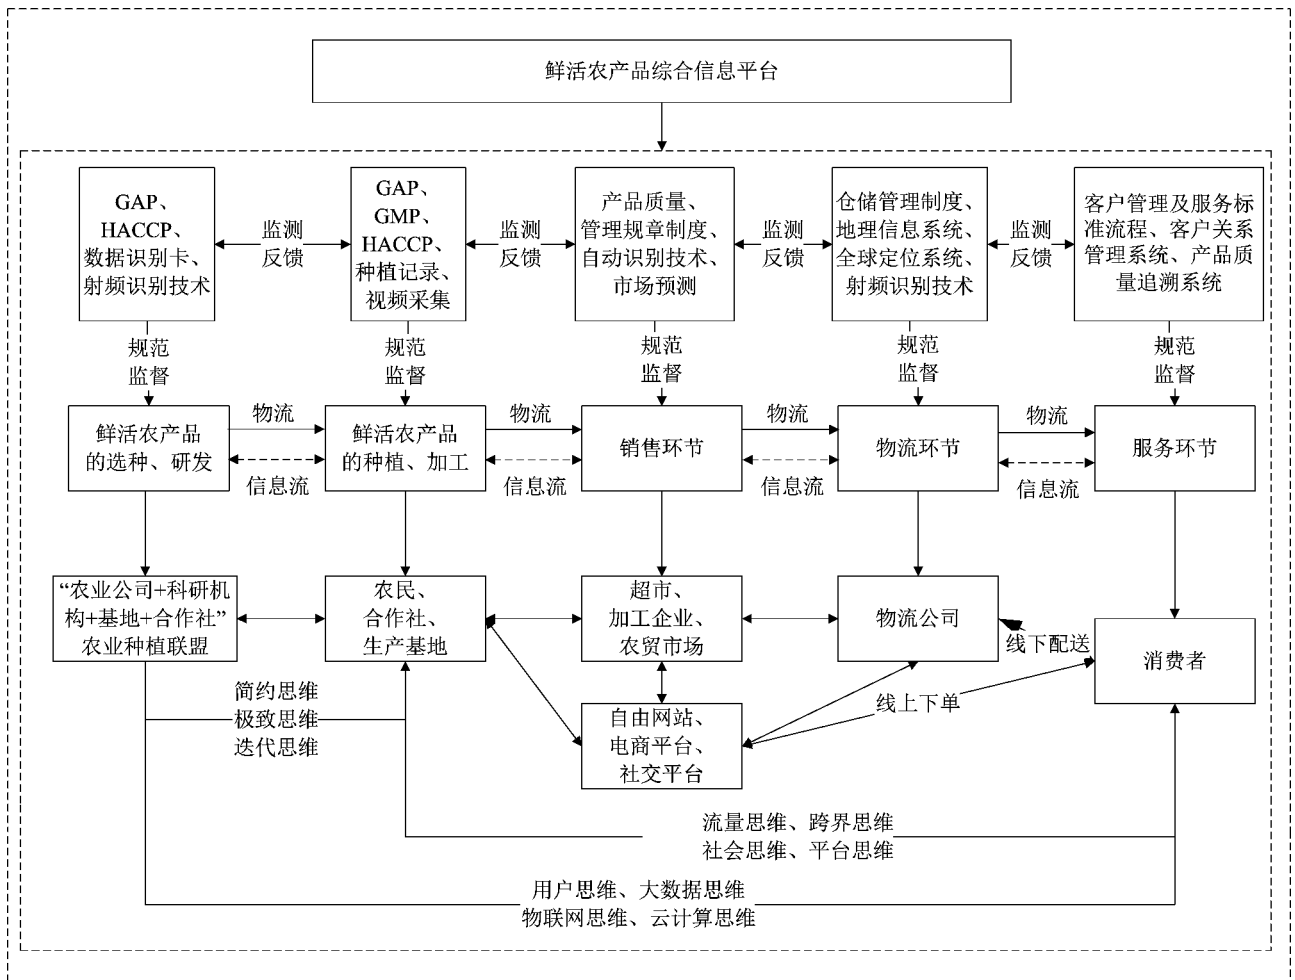 鲜活农产品综合信息平台
GAP、
HACCP、
数据识别卡、
射频识别技术
监测
反馈
GAP、
GMP、
HACCP、
种植记录、
视频采集
监测
反馈
产品质量、
管理规章制度、
自动识别技术、
市场预测
监测
反馈
仓储管理制度、
地理信息系统、
全球定位系统、
射频识别技术
监测
反馈
客户管理及服务标
准流程、客户关系
管理系统、产品质
量追溯系统
规范
监督
规范
监督
规范
监督
规范
监督
规范
监督
鲜活农产品
的选种、研发
物流
信息流
鲜活农产品
的种植、加工
物流
信息流
销售环节
物流
信息流
物流环节
物流
信息流
服务环节
“农业公司+科研机
构+基地+合作社”
农业种植联盟
农民、
合作社、
生产基地
超市、
加工企业、
农贸市场
物流公司
线下配送
消费者
简约思维
极致思维
迭代思维
自由网站、
电商平台、
社交平台
线上下单
流量思维、跨界思维
社会思维、平台思维
用户思维、大数据思维
物联网思维、云计算思维